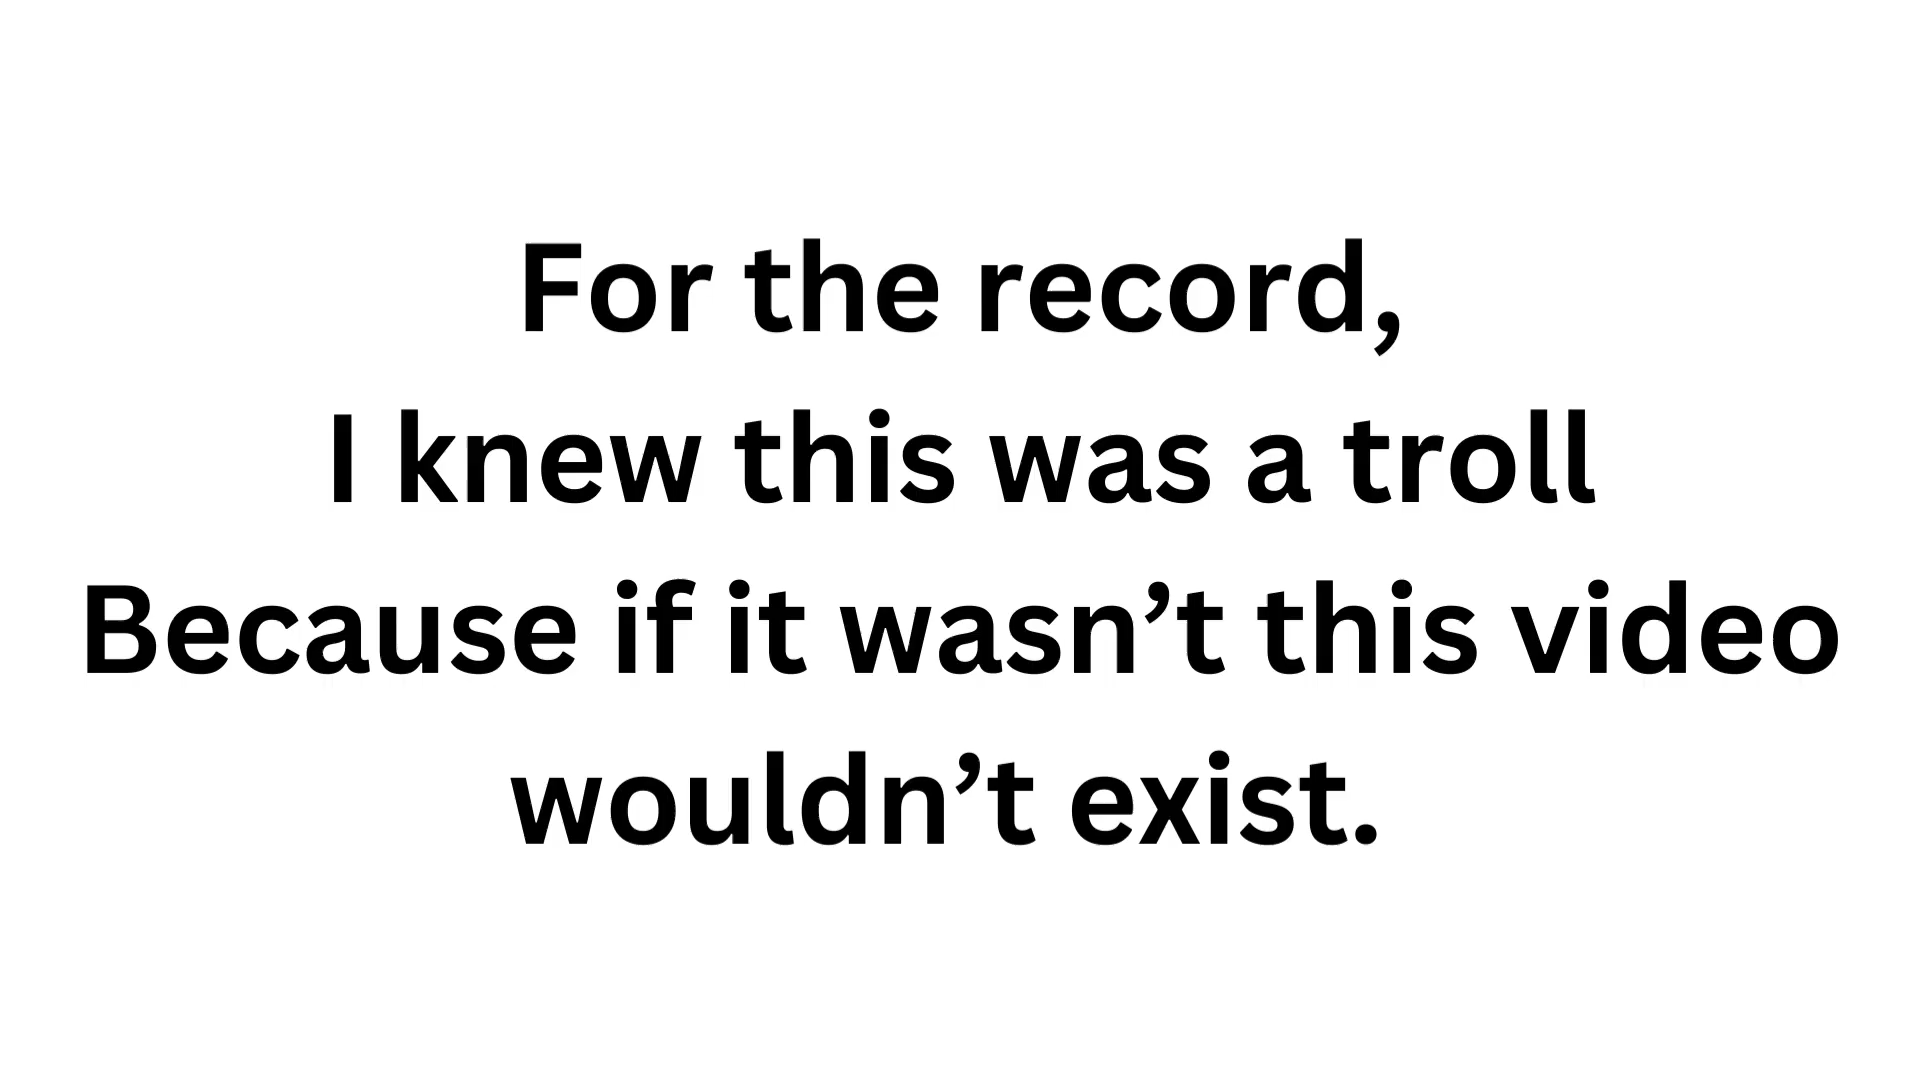 For the record,
I knew this was a troll
Because if it wasn’t this video
wouldn’t exist.